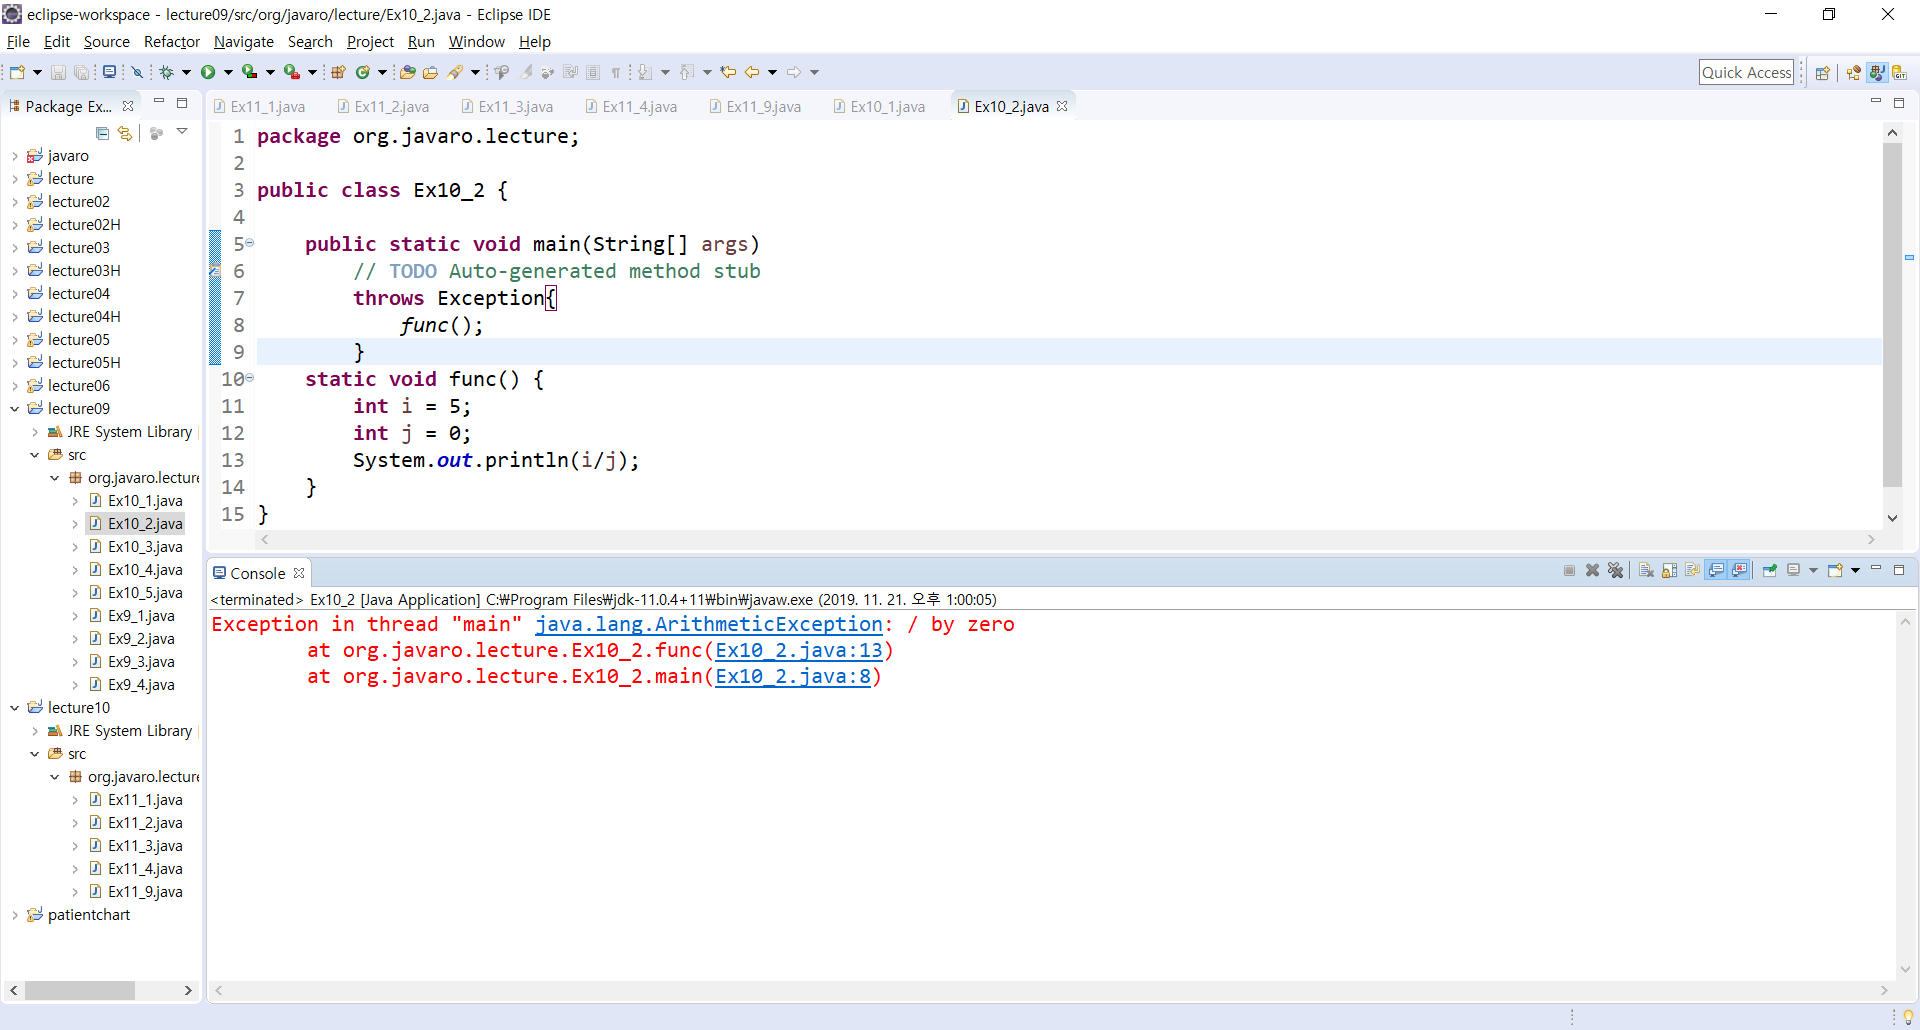 eclipse-workspace - lecture09/src/org/javaro/lecture/Ex10_2.java - Eclipse IDE
File Edit Source Refactor Navigate Search Project Run Window Help
Quick Access
Package Ex...
javaro
lecture
lecture02
lecture02H
lecture03
lecture03H
lecture04
lecture04H
lecture05
lecture05H
lecture06
lecture09
JRE System Library
src
org.javaro.lecture
Ex10_1.java
Ex10_2.java
Ex10_3.java
Ex10_4.java
Ex10_5.java
Ex9_1.java
Ex9_2.java
Ex9_3.java
Ex9_4.java
lecture10
JRE System Library
src
org.javaro.lecture
Ex11_1.java
Ex11_2.java
Ex11_3.java
Ex11_4.java
Ex11_9.java
patientchart
Ex11_1.java Ex11_2.java Ex11_3.java Ex11_4.java Ex11_9.java Ex10_1.java Ex10_2.java
1 package org.javaro.lecture;
2
3 public class Ex10_2 {
4
5 public static void main(String[] args)
6 // TODO Auto-generated method stub
7 throws Exception{
8 func();
9 }
10 static void func() {
11 int i = 5;
12 int j = 0;
13 System.out.println(i/j);
14 }
15 }
Console
<terminated> Ex10_2 [Java Application] C:₩Program Files₩jdk-11.0.4+11₩bin₩javaw.exe (2019. 11. 21. 오후 1:00:05)
Exception in thread "main" java.lang.ArithmeticException: / by zero
at org.javaro.lecture.Ex10_2.func(Ex10_2.java:13)
at org.javaro.lecture.Ex10_2.main(Ex10_2.java:8)